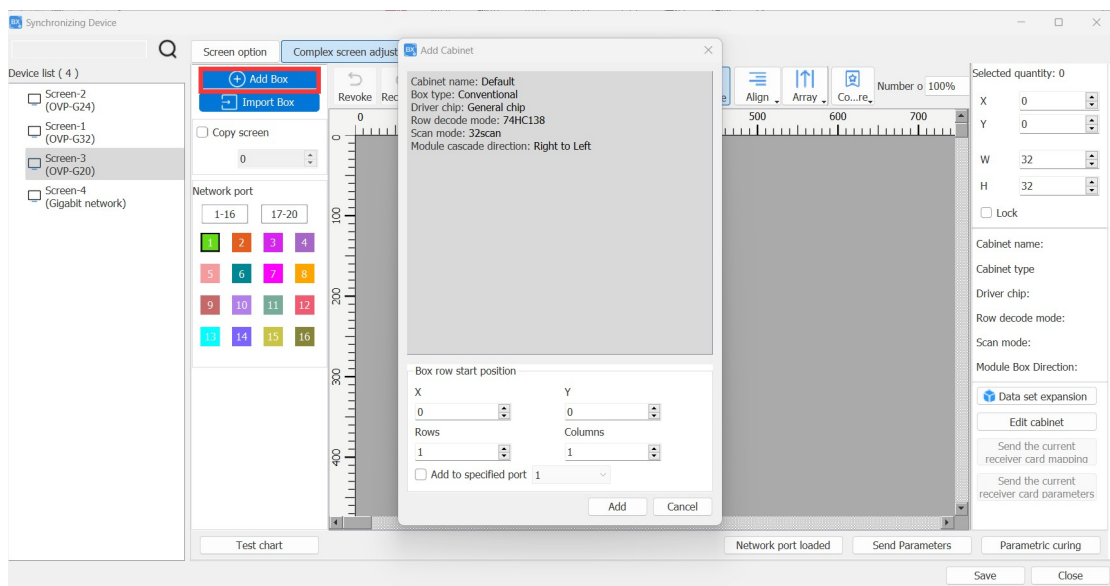 Synchronizing Device
Device list ( 4 )
Screen-2
(OVP-G24)
Screen-1
(OVP-G32)
Screen-3
(OVP-G20)
Screen-4
(Gigabit network)
Screen option
Complex screen adjust
Add Box
Import Box
Copy screen
0
Network port
1-16
17-20
1 2 3 4
5 6 7 8
9 10 11 12
13 14 15 16
Test chart
Revoke
Rec
0
0
100
200
300
400
BX
Add Cabinet
Cabinet name: Default
Box type: Conventional
Driver chip: General chip
Row decode mode: 74HC138
Scan mode: 32scan
Module cascade direction: Right to Left
Box row start position
X
Y
0
0
Rows
Columns
1
1
Add to specified port 1
Add
Cancel
Align
Array
Co...re
Number o 100%
500
600
700
Selected quantity: 0
X 0
Y 0
W 32
H 32
Lock
Cabinet name:
Cabinet type
Driver chip:
Row decode mode:
Scan mode:
Module Box Direction:
Data set expansion
Edit cabinet
Send the current
receiver card mapping
Send the current
receiver card parameters
Network port loaded
Send Parameters
Parametric curing
Save
Close